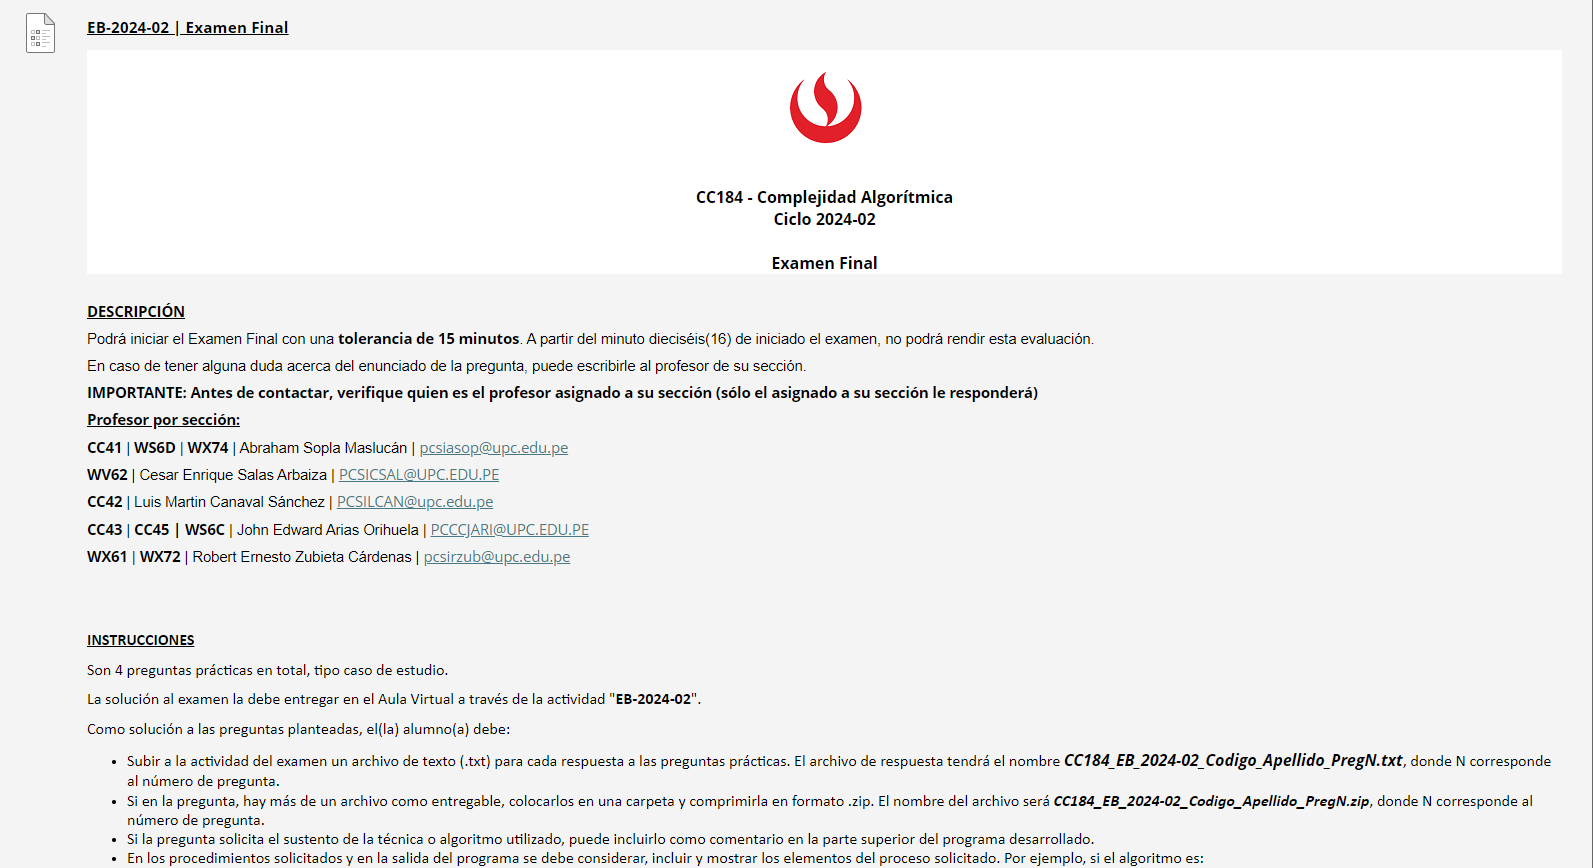 EB-2024-02 | Examen Final
CC184 - Complejidad Algorítmica
Ciclo 2024-02
Examen Final
DESCRIPCIÓN
Podrá iniciar el Examen Final con una tolerancia de 15 minutos. A partir del minuto dieciséis(16) de iniciado el examen, no podrá rendir esta evaluación.
En caso de tener alguna duda acerca del enunciado de la pregunta, puede escribirle al profesor de su sección.
IMPORTANTE: Antes de contactar, verifique quien es el profesor asignado a su sección (sólo el asignado a su sección le responderá)
Profesor por sección:
CC41 | WS6D | WX74 | Abraham Sopla Maslucán | pcsiasop@upc.edu.pe
WV62 | Cesar Enrique Salas Arbaiza | PCSICSAL@UPC.EDU.PE
CC42 | Luis Martin Canaval Sánchez | PCSILCAN@upc.edu.pe
CC43 | CC45 | WS6C | John Edward Arias Orihuela | PCCCJARI@UPC.EDU.PE
WX61 | WX72 | Robert Ernesto Zubieta Cárdenas | pcsirzub@upc.edu.pe
INSTRUCCIONES
Son 4 preguntas prácticas en total, tipo caso de estudio.
La solución al examen la debe entregar en el Aula Virtual a través de la actividad "EB-2024-02".
Como solución a las preguntas planteadas, el(la) alumno(a) debe:
• Subir a la actividad del examen un archivo de texto (.txt) para cada respuesta a las preguntas prácticas. El archivo de respuesta tendrá el nombre CC184_EB_2024-02_Codigo_Apellido_PregN.txt, donde N corresponde
al número de pregunta.
• Si en la pregunta, hay más de un archivo como entregable, colocarlos en una carpeta y comprimirla en formato .zip. El nombre del archivo será CC184_EB_2024-02_Codigo_Apellido_PregN.zip, donde N corresponde al
número de pregunta.
• Si la pregunta solicita el sustento de la técnica o algoritmo utilizado, puede incluirlo como comentario en la parte superior del programa desarrollado.
• En los procedimientos solicitados y en la salida del programa se debe considerar, incluir y mostrar los elementos del proceso solicitado. Por ejemplo, si el algoritmo es: